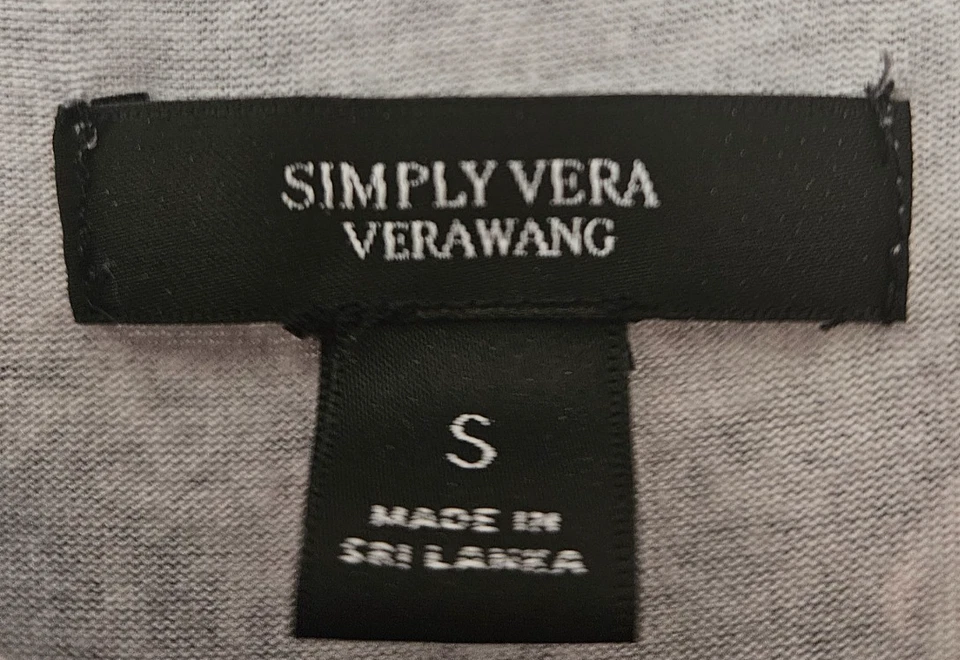 SIMPLY VERA
VERAWANG
S
MADE IN
SRI LANKA